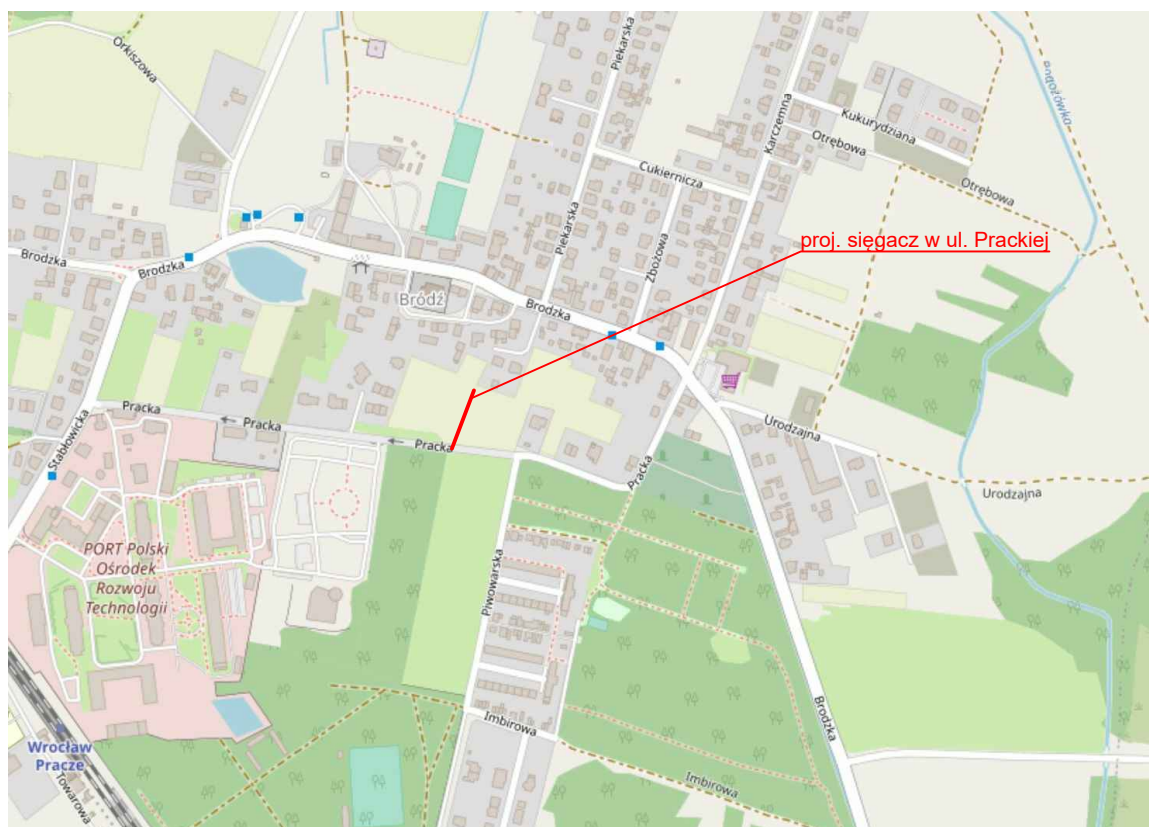 Orkiszowa
Piekarska
Karczemna
Rogożówka
Kukurydziana
Otrębowa
Otrębowa
Cukiernicza
Piekarska
Zbożowa
proj. sięgacz w ul. Prackiej
Brodzka
Brodzka
Bródź
Brodzka
Pracka
Pracka
Pracka
Stabłowicka
Pracka
Urodzajna
Urodzajna
PORT Polski
Ośrodek
Rozwoju
Technologii
Piwowarska
Imbirowa
Brodzka
Wrocław
Pracze
Towarowa
Imbirowa